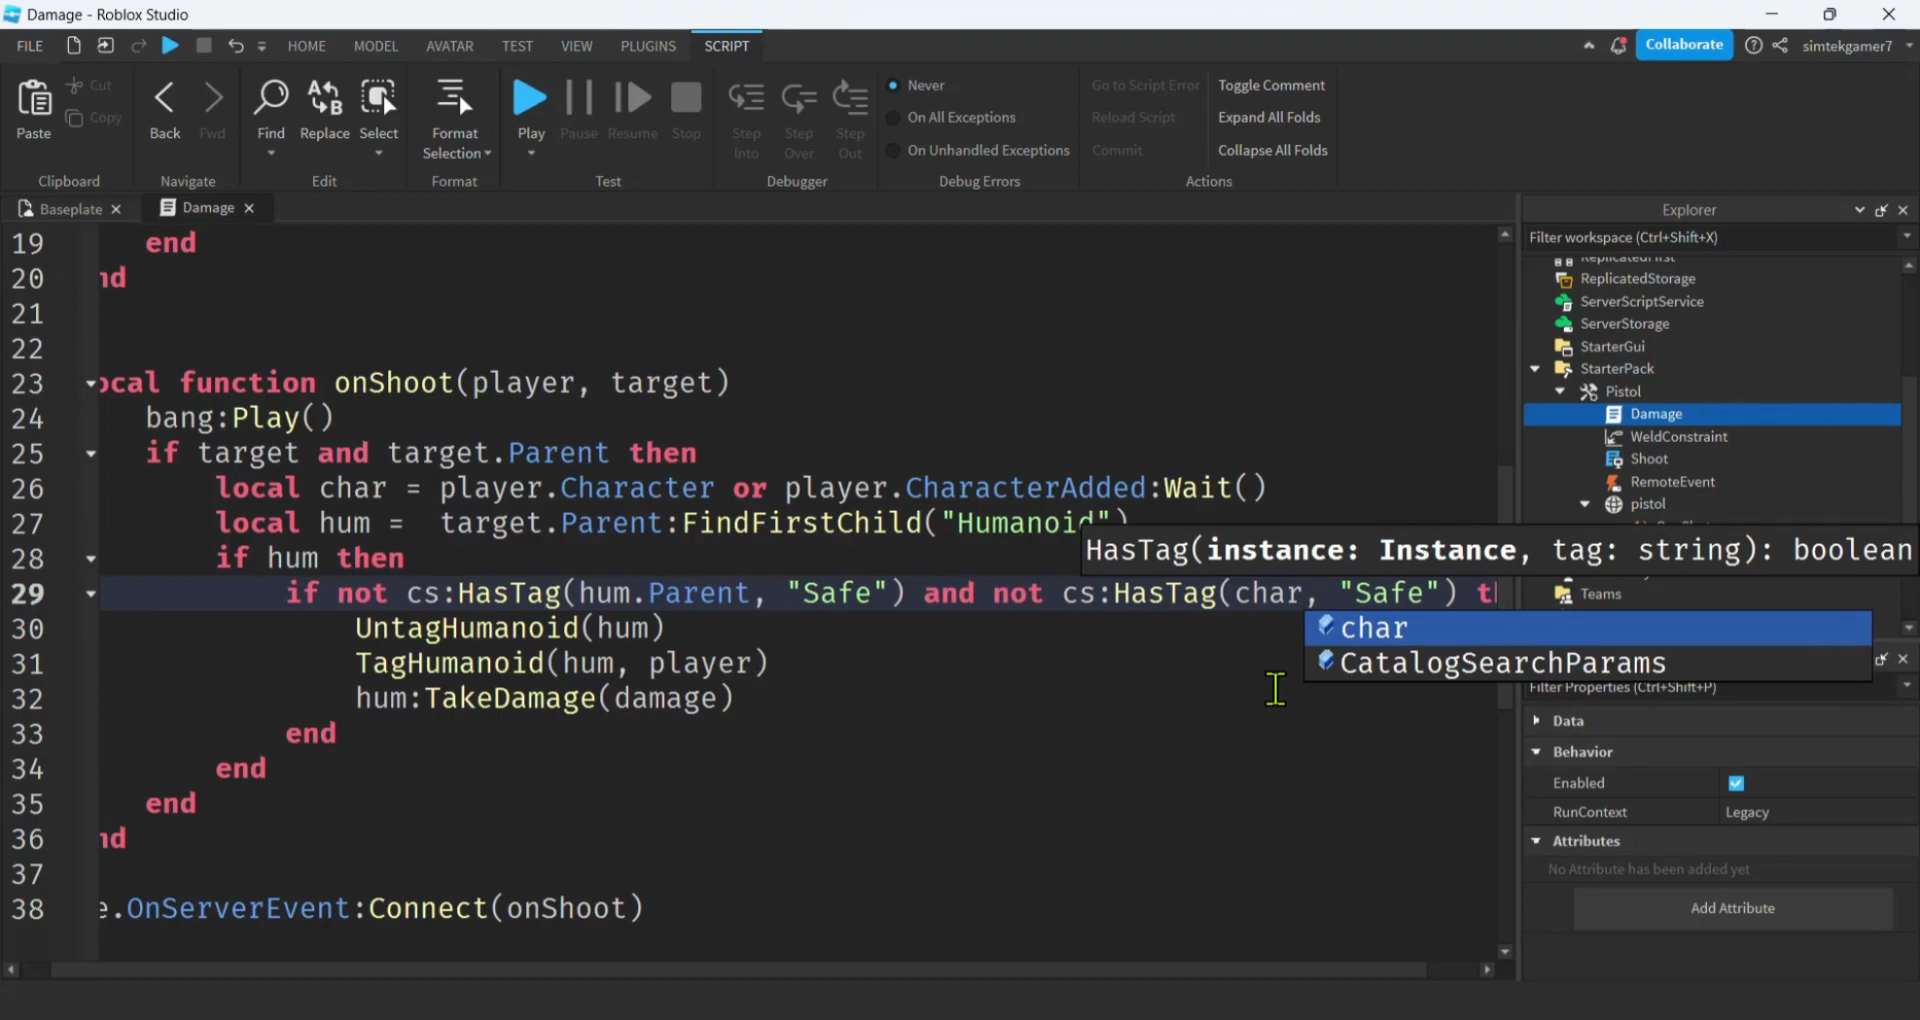 Damage - Roblox Studio
FILE HOME MODEL AVATAR TEST VIEW PLUGINS SCRIPT Collaborate simtekgamer7
Paste Cut Copy Back Fwd Find Replace Select Format Selection Play Pause Resume Stop Step Into Step Over Step Out
Never
On All Exceptions
On Unhandled Exceptions
Go to Script Error
Reload Script
Commit
Toggle Comment
Expand All Folds
Collapse All Folds
Clipboard Navigate Edit Format Test Debugger Debug Errors Actions
Baseplate Damage
19 end
20 nd
21
22
23 ocal function onShoot(player, target)
24 bang:Play()
25 if target and target.Parent then
26 local char = player.Character or player.CharacterAdded:Wait()
27 local hum = target.Parent:FindFirstChild("Humanoid")
HasTag(instance: Instance, tag: string): boolean
28 if hum then
29 if not cs:HasTag(hum.Parent, "Safe") and not cs:HasTag(char, "Safe") t
char
CatalogSearchParams
30 UntagHumanoid(hum)
31 TagHumanoid(hum, player)
32 hum:TakeDamage(damage)
33 end
34 end
35 end
36 nd
37
38 e.OnServerEvent:Connect(onShoot)
Explorer
Filter workspace (Ctrl+Shift+X)
ReplicatedFirst
ReplicatedStorage
ServerScriptService
ServerStorage
StarterGui
StarterPack
Pistol
Damage
WeldConstraint
Shoot
RemoteEvent
pistol
Teams
Filter Properties (Ctrl+Shift+P)
Data
Behavior
Enabled
RunContext Legacy
Attributes
No Attribute has been added yet
Add Attribute